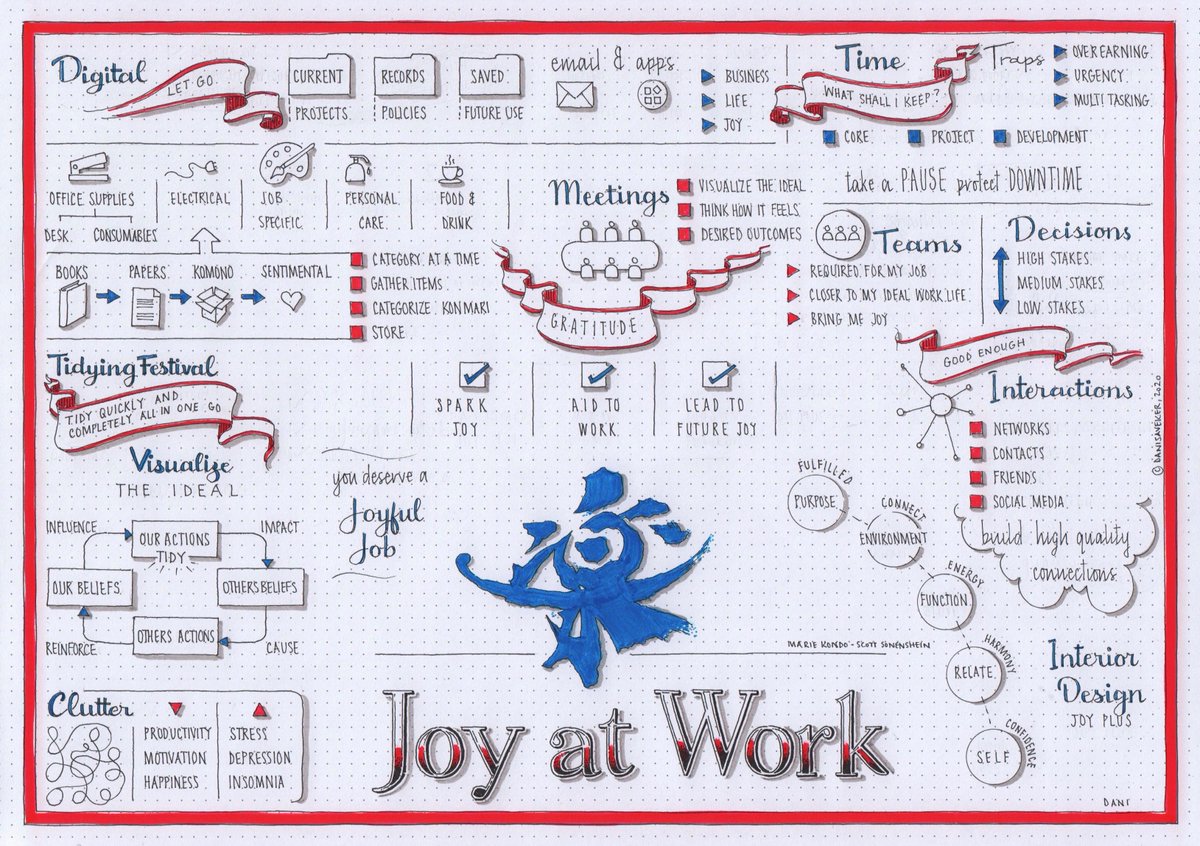 Digital
LET GO
CURRENT
PROJECTS
RECORDS
POLICIES
SAVED
FUTURE USE
email & apps
BUSINESS
LIFE
JOY
Time
WHAT SHALL i KEEP?
Traps
OVER EARNING
URGENCY
MULTI TASKING
CORE
PROJECT
DEVELOPMENT
take a PAUSE protect DOWNTIME
OFFICE SUPPLIES
DESK
CONSUMABLES
ELECTRICAL
JOB
SPECIFIC
PERSONAL
CARE
FOOD &
DRINK
BOOKS
PAPERS
KOMONO
SENTIMENTAL
CATEGORY AT A TIME
GATHER ITEMS
CATEGORIZE KONMARI
STORE
Meetings
VISUALIZE THE IDEAL
THINK HOW IT FEELS
DESIRED OUTCOMES
GRATITUDE
Teams
REQUIRED FOR MY JOB
CLOSER TO MY IDEAL WORK LIFE
BRING ME JOY
Decisions
HIGH STAKES
MEDIUM STAKES
LOW STAKES
GOOD ENOUGH
Tidying Festival
TIDY QUICKLY AND
COMPLETELY ALL IN ONE GO
Visualize
THE IDEAL
SPARK
JOY
AID TO
WORK
LEAD TO
FUTURE JOY
Interactions
NETWORKS
CONTACTS
FRIENDS
SOCIAL MEDIA
build high quality
connections
© DANISANEKER, 2020
you deserve a
Joyful
Job
INFLUENCE
OUR ACTIONS
TIDY
IMPACT
OUR BELIEFS
OTHERS BELIEFS
REINFORCE
OTHERS ACTIONS
CAUSE
FULFILLED
PURPOSE
CONNECT
ENVIRONMENT
ENERGY
FUNCTION
HARMONY
RELATE
CONFIDENCE
SELF
Interior
Design
JOY PLUS
MARIE KONDO - SCOTT SONENSHEIN
Clutter
PRODUCTIVITY
MOTIVATION
HAPPINESS
STRESS
DEPRESSION
INSOMNIA
Joy at Work
DANI